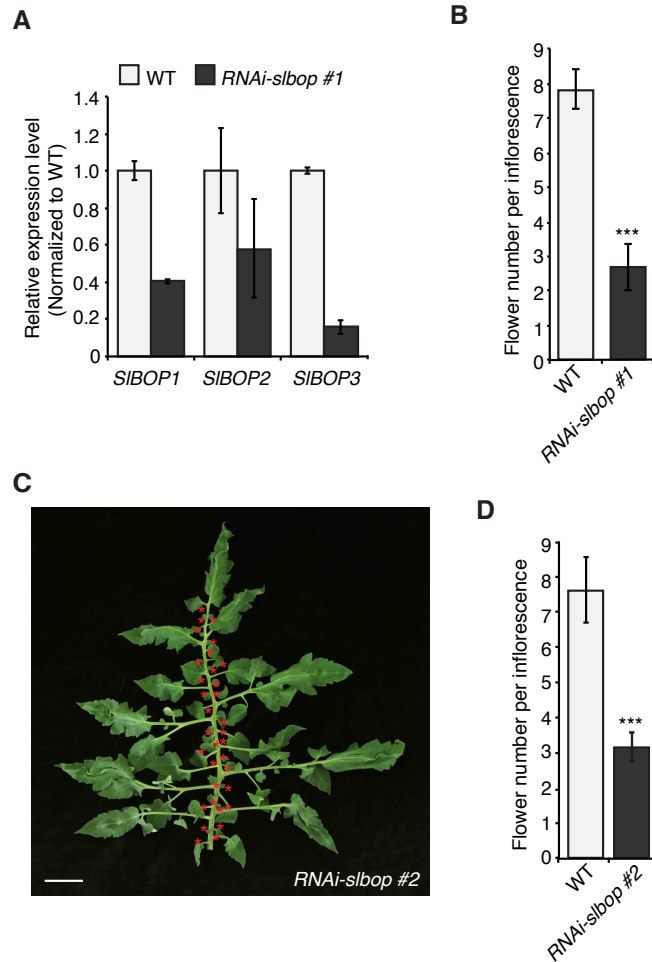 A
WT RNAi-slbop #1
Relative expression level
(Normalized to WT)
1.4
1.2
1.0
0.8
0.6
0.4
0.2
0
SlBOP1 SlBOP2 SlBOP3
B
Flower number per inflorescence
9
8
7
6
5
4
3
2
1
0
***
WT
RNAi-slbop #1
C
RNAi-slbop #2
D
Flower number per inflorescence
9
8
7
6
5
4
3
2
1
0
***
WT
RNAi-slbop #2